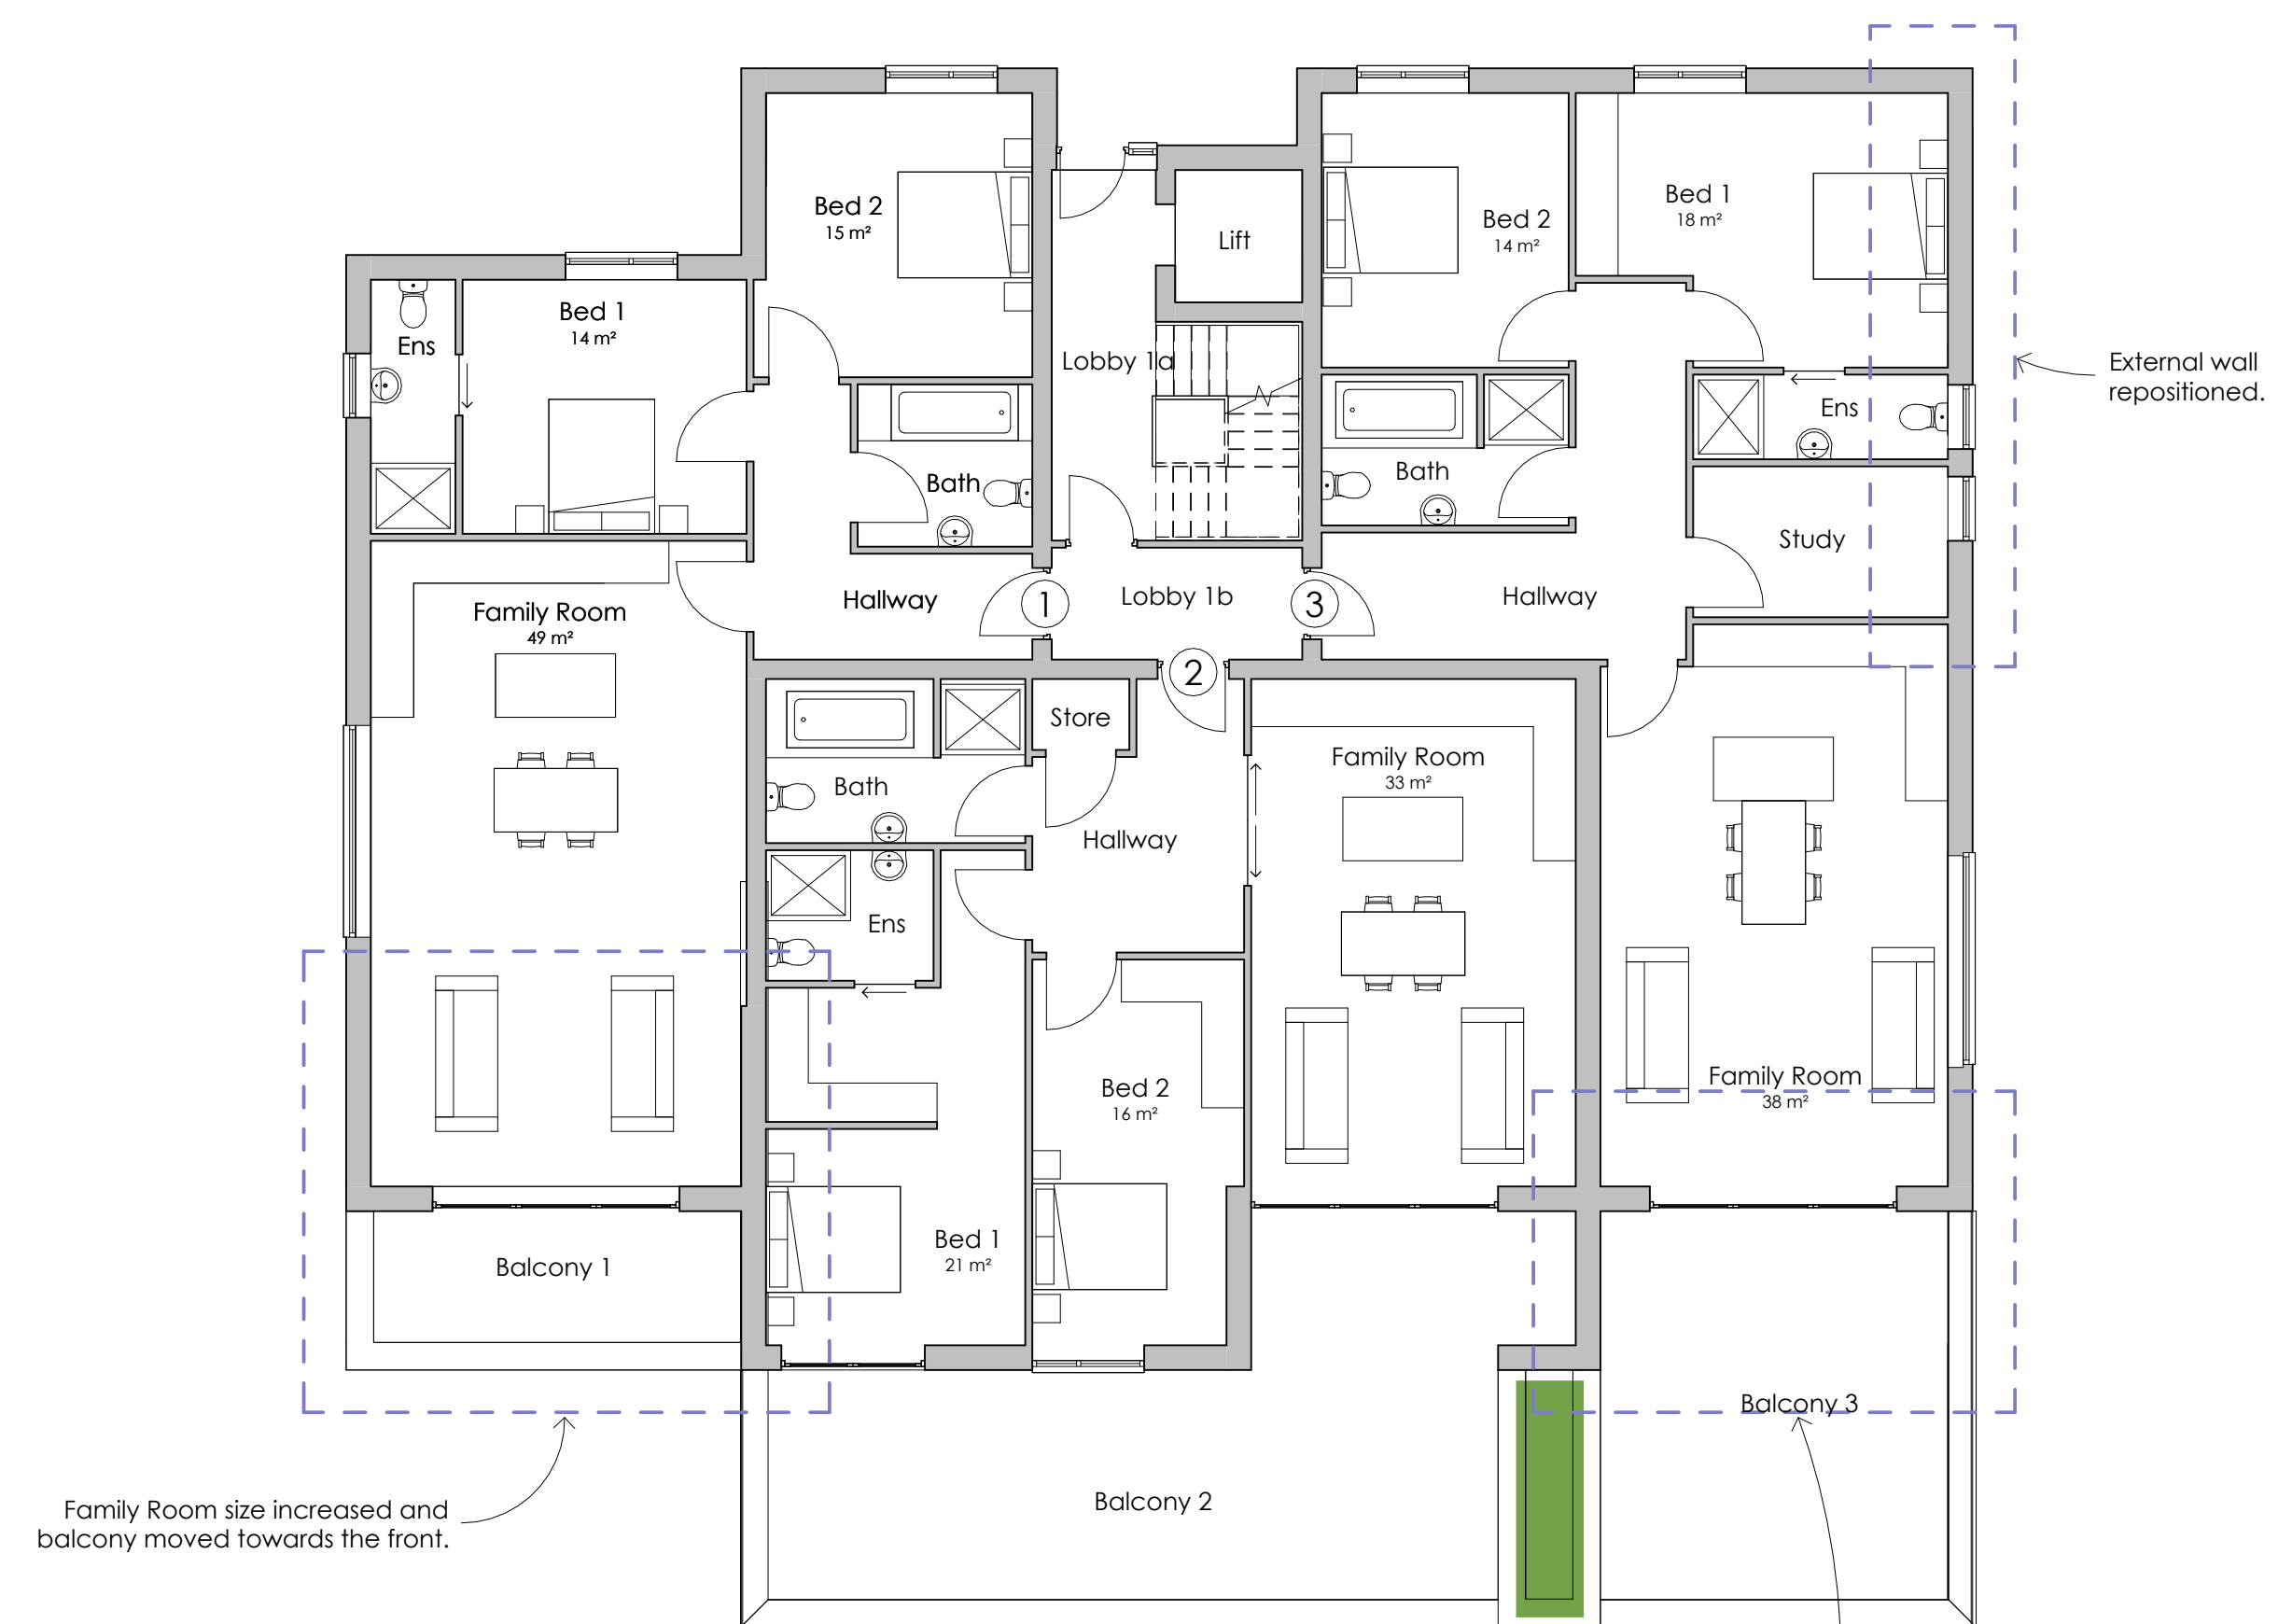 Bed 2
15 m²
Bed 2
14 m²
Bed 1
18 m²
Lift
Bed 1
14 m²
Ens
Lobby 1a
External wall
repositioned.
Ens
Bath
Bath
Study
Hallway
1
Lobby 1b
3
Hallway
Family Room
49 m²
2
Store
Family Room
33 m²
Bath
Hallway
Ens
Bed 2
16 m²
Family Room
38 m²
Bed 1
21 m²
Balcony 1
Balcony 3
Balcony 2
Family Room size increased and
balcony moved towards the front.